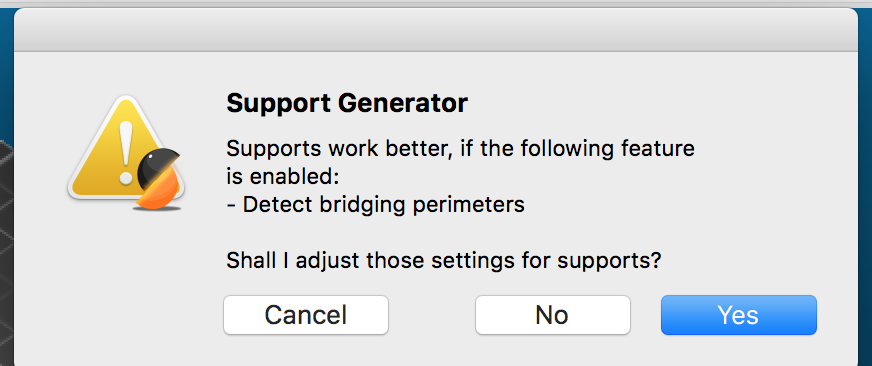 Support Generator
Supports work better, if the following feature
is enabled:
- Detect bridging perimeters
Shall I adjust those settings for supports?
Cancel
No
Yes